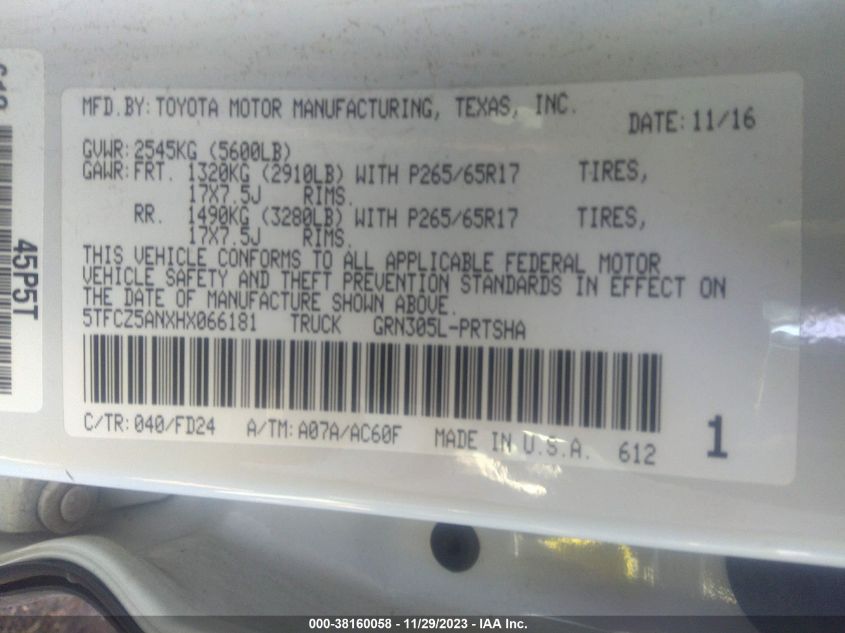 MFD.BY: TOYOTA MOTOR MANUFACTURING, TEXAS, INC.
DATE: 11/16
GVWR: 2545KG (5600LB)
GAWR: FRT. 1320KG (2910LB) WITH P265/65R17 TIRES,
17X7.5J RIMS.
RR. 1490KG (3280LB) WITH P265/65R17 TIRES,
17X7.5J RIMS.
THIS VEHICLE CONFORMS TO ALL APPLICABLE FEDERAL MOTOR
VEHICLE SAFETY AND THEFT PREVENTION STANDARDS IN EFFECT ON
THE DATE OF MANUFACTURE SHOWN ABOVE.
5TFCZ5ANXHX066181 TRUCK GRN305L-PRTSHA
C/TR: 040/FD24 A/TM: A07A/AC60F MADE IN U.S.A. 612
1
45P5T
000-38160058 - 11/29/2023 - IAA Inc.